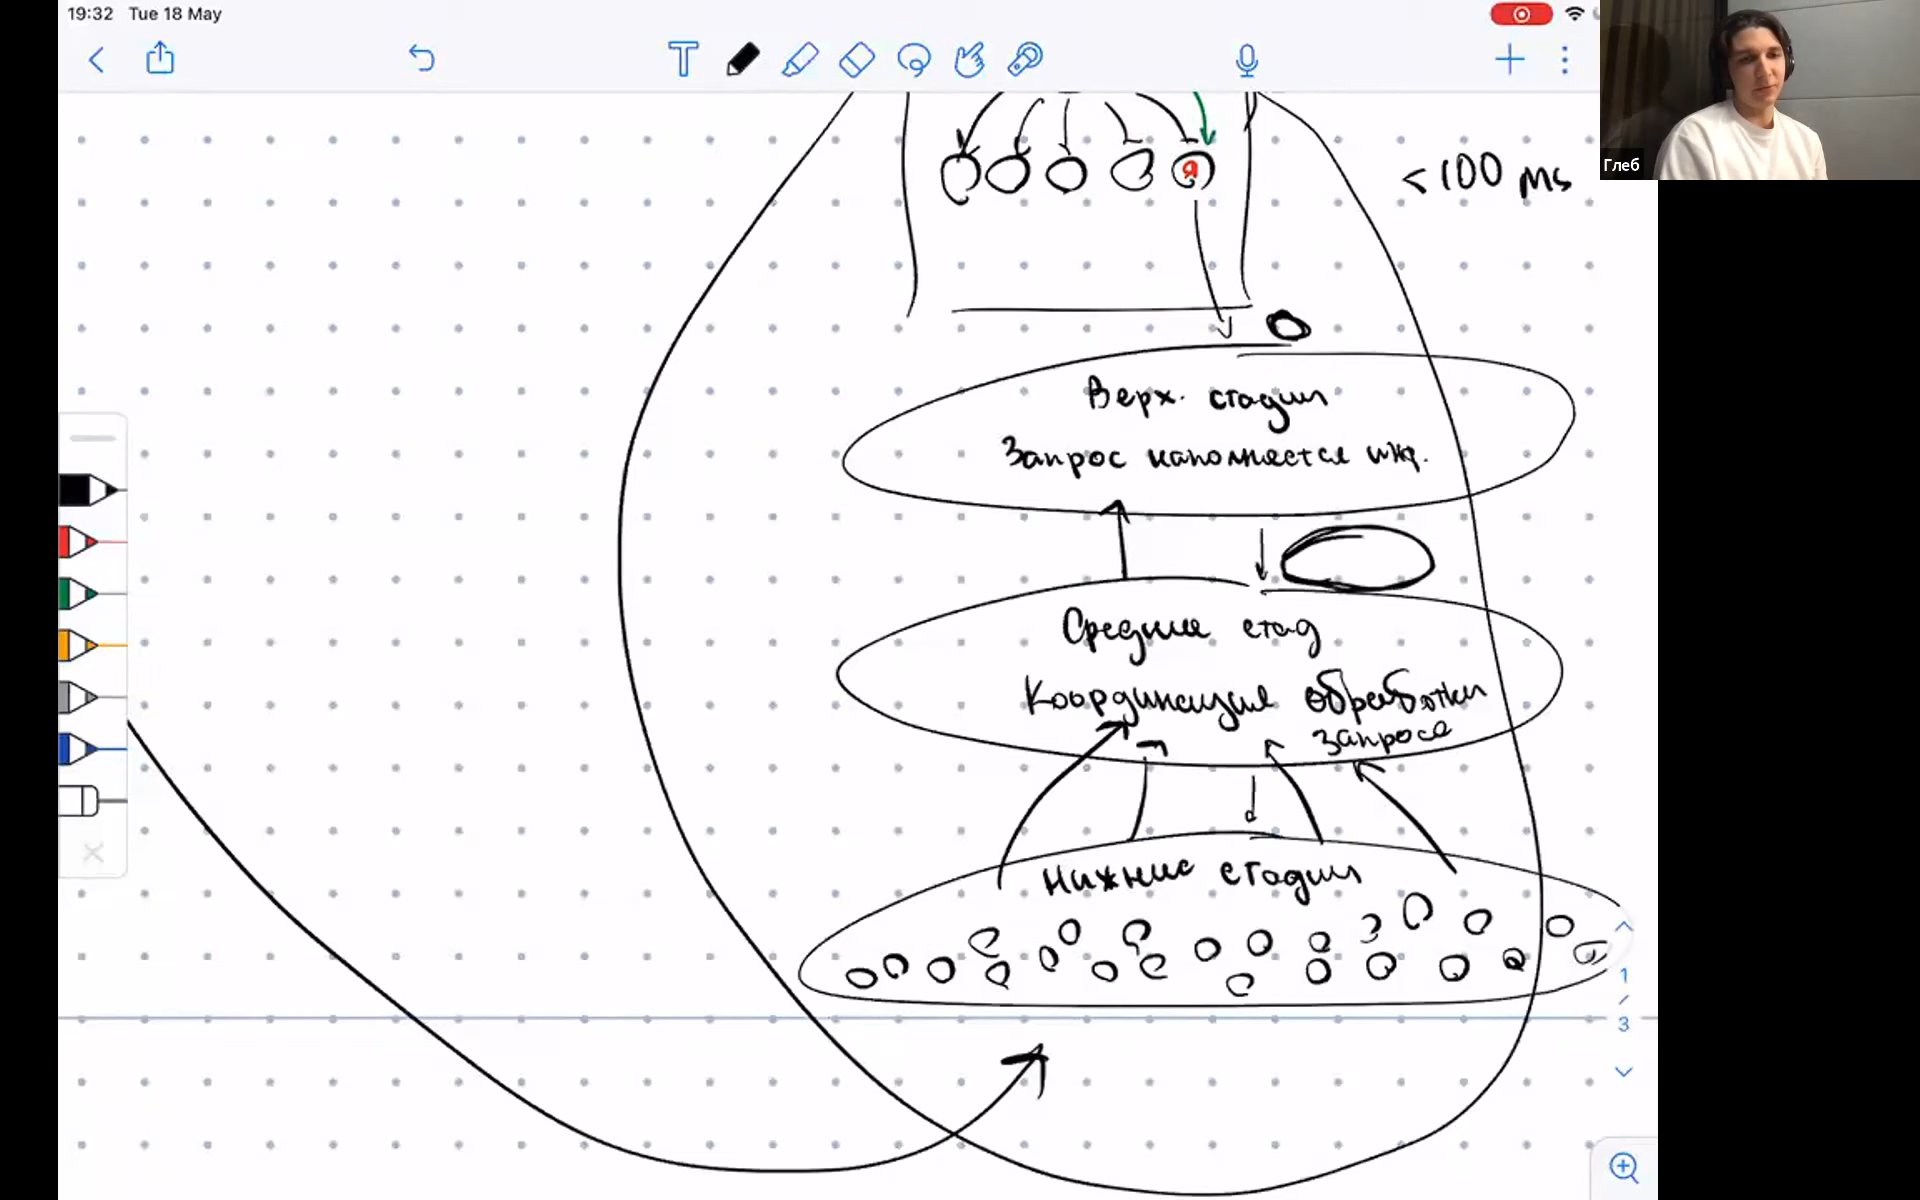 19:32 Tue 18 May
T
Глеб
Я
<100 ms
Верх. стадии
Запрос наполняется инф.
Средние стад
Координация обработки
запроса
Нижние стадии
1
/
3